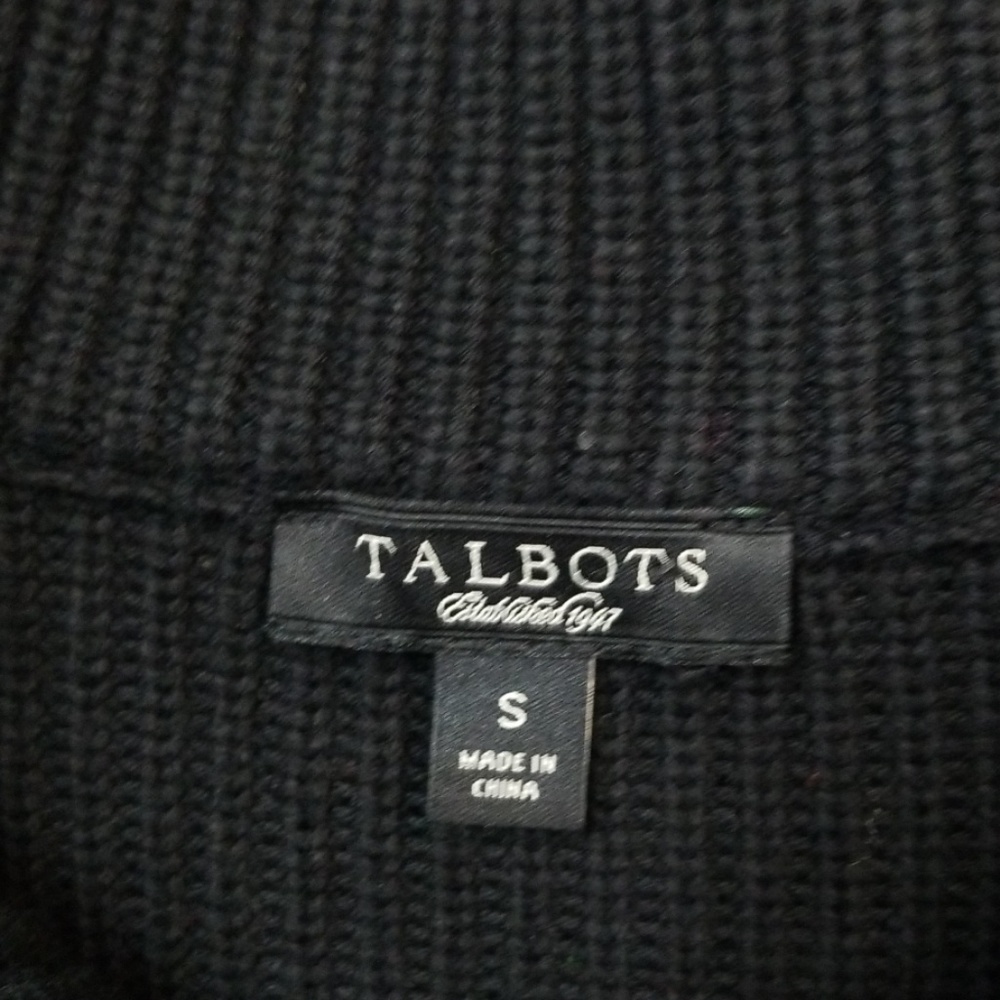 TALBOTS
Established 1947
S
MADE IN
CHINA